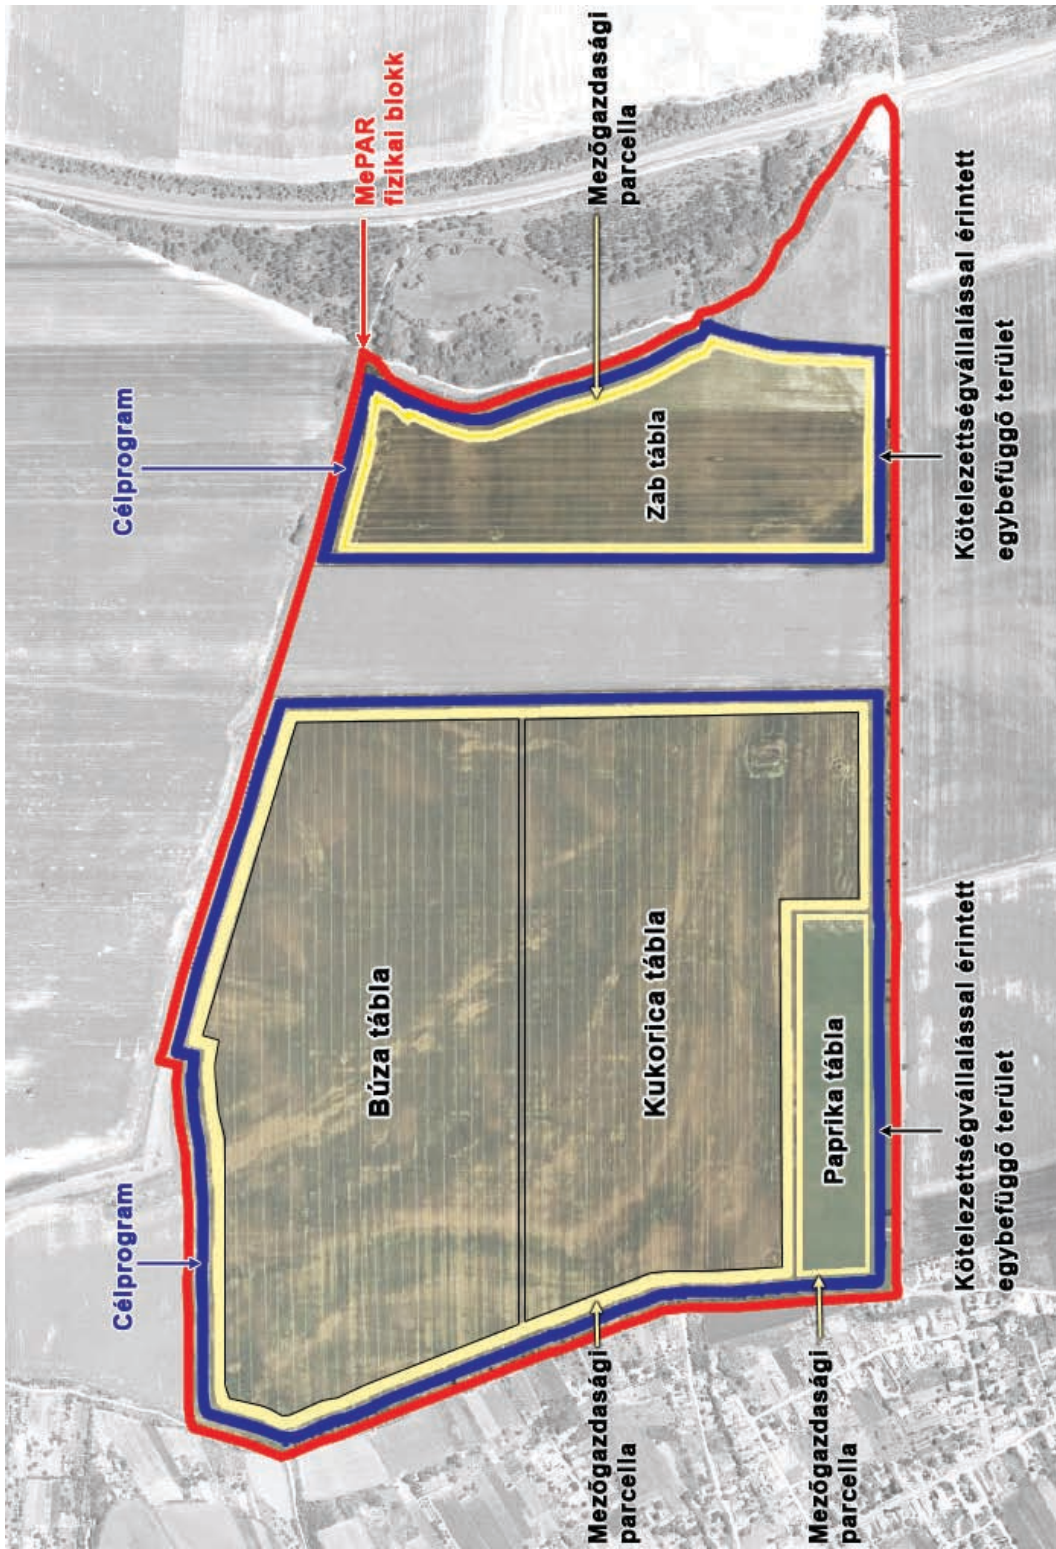 Célprogram
Célprogram
MePAR
fizikai blokk
Mezőgazdasági
parcella
Búza tábla
Kukorica tábla
Paprika tábla
Zab tábla
Mezőgazdasági
parcella
Mezőgazdasági
parcella
Kötelezettségvállalással érintett
egybefüggő terület
Kötelezettségvállalással érintett
egybefüggő terület